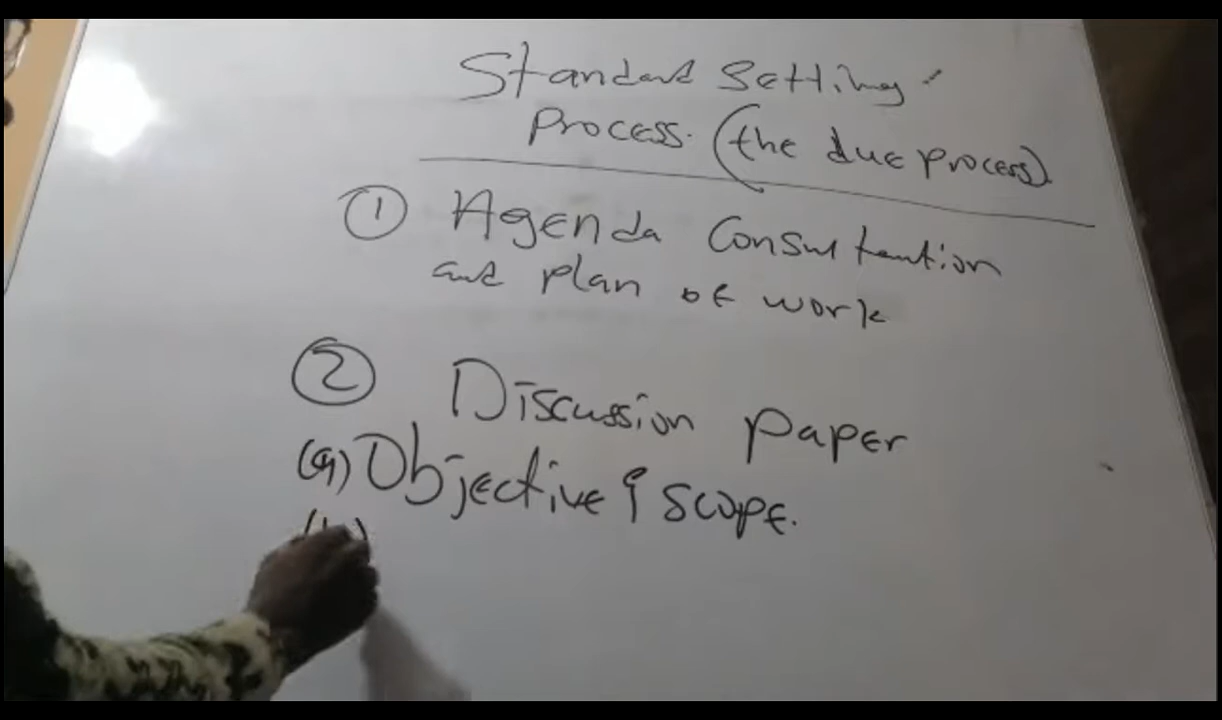 Standard Setting
Process. (the due process)
① Agenda Consultation
and plan of work
② Discussion paper
(a) Objective & scope.
(b)